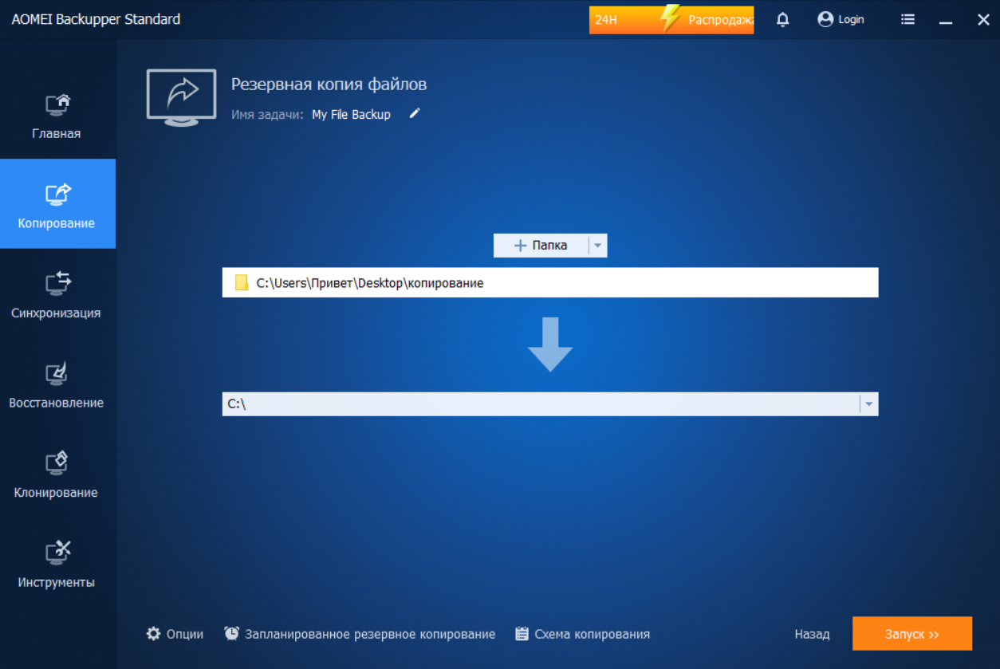 AOMEI Backupper Standard
24H Распродажа
Login
Главная
Копирование
Синхронизация
Восстановление
Клонирование
Инструменты
Резервная копия файлов
Имя задачи: My File Backup
+ Папка
C:\Users\Привет\Desktop\копирование
C:\
Опции
Запланированное резервное копирование
Схема копирования
Назад
Запуск >>